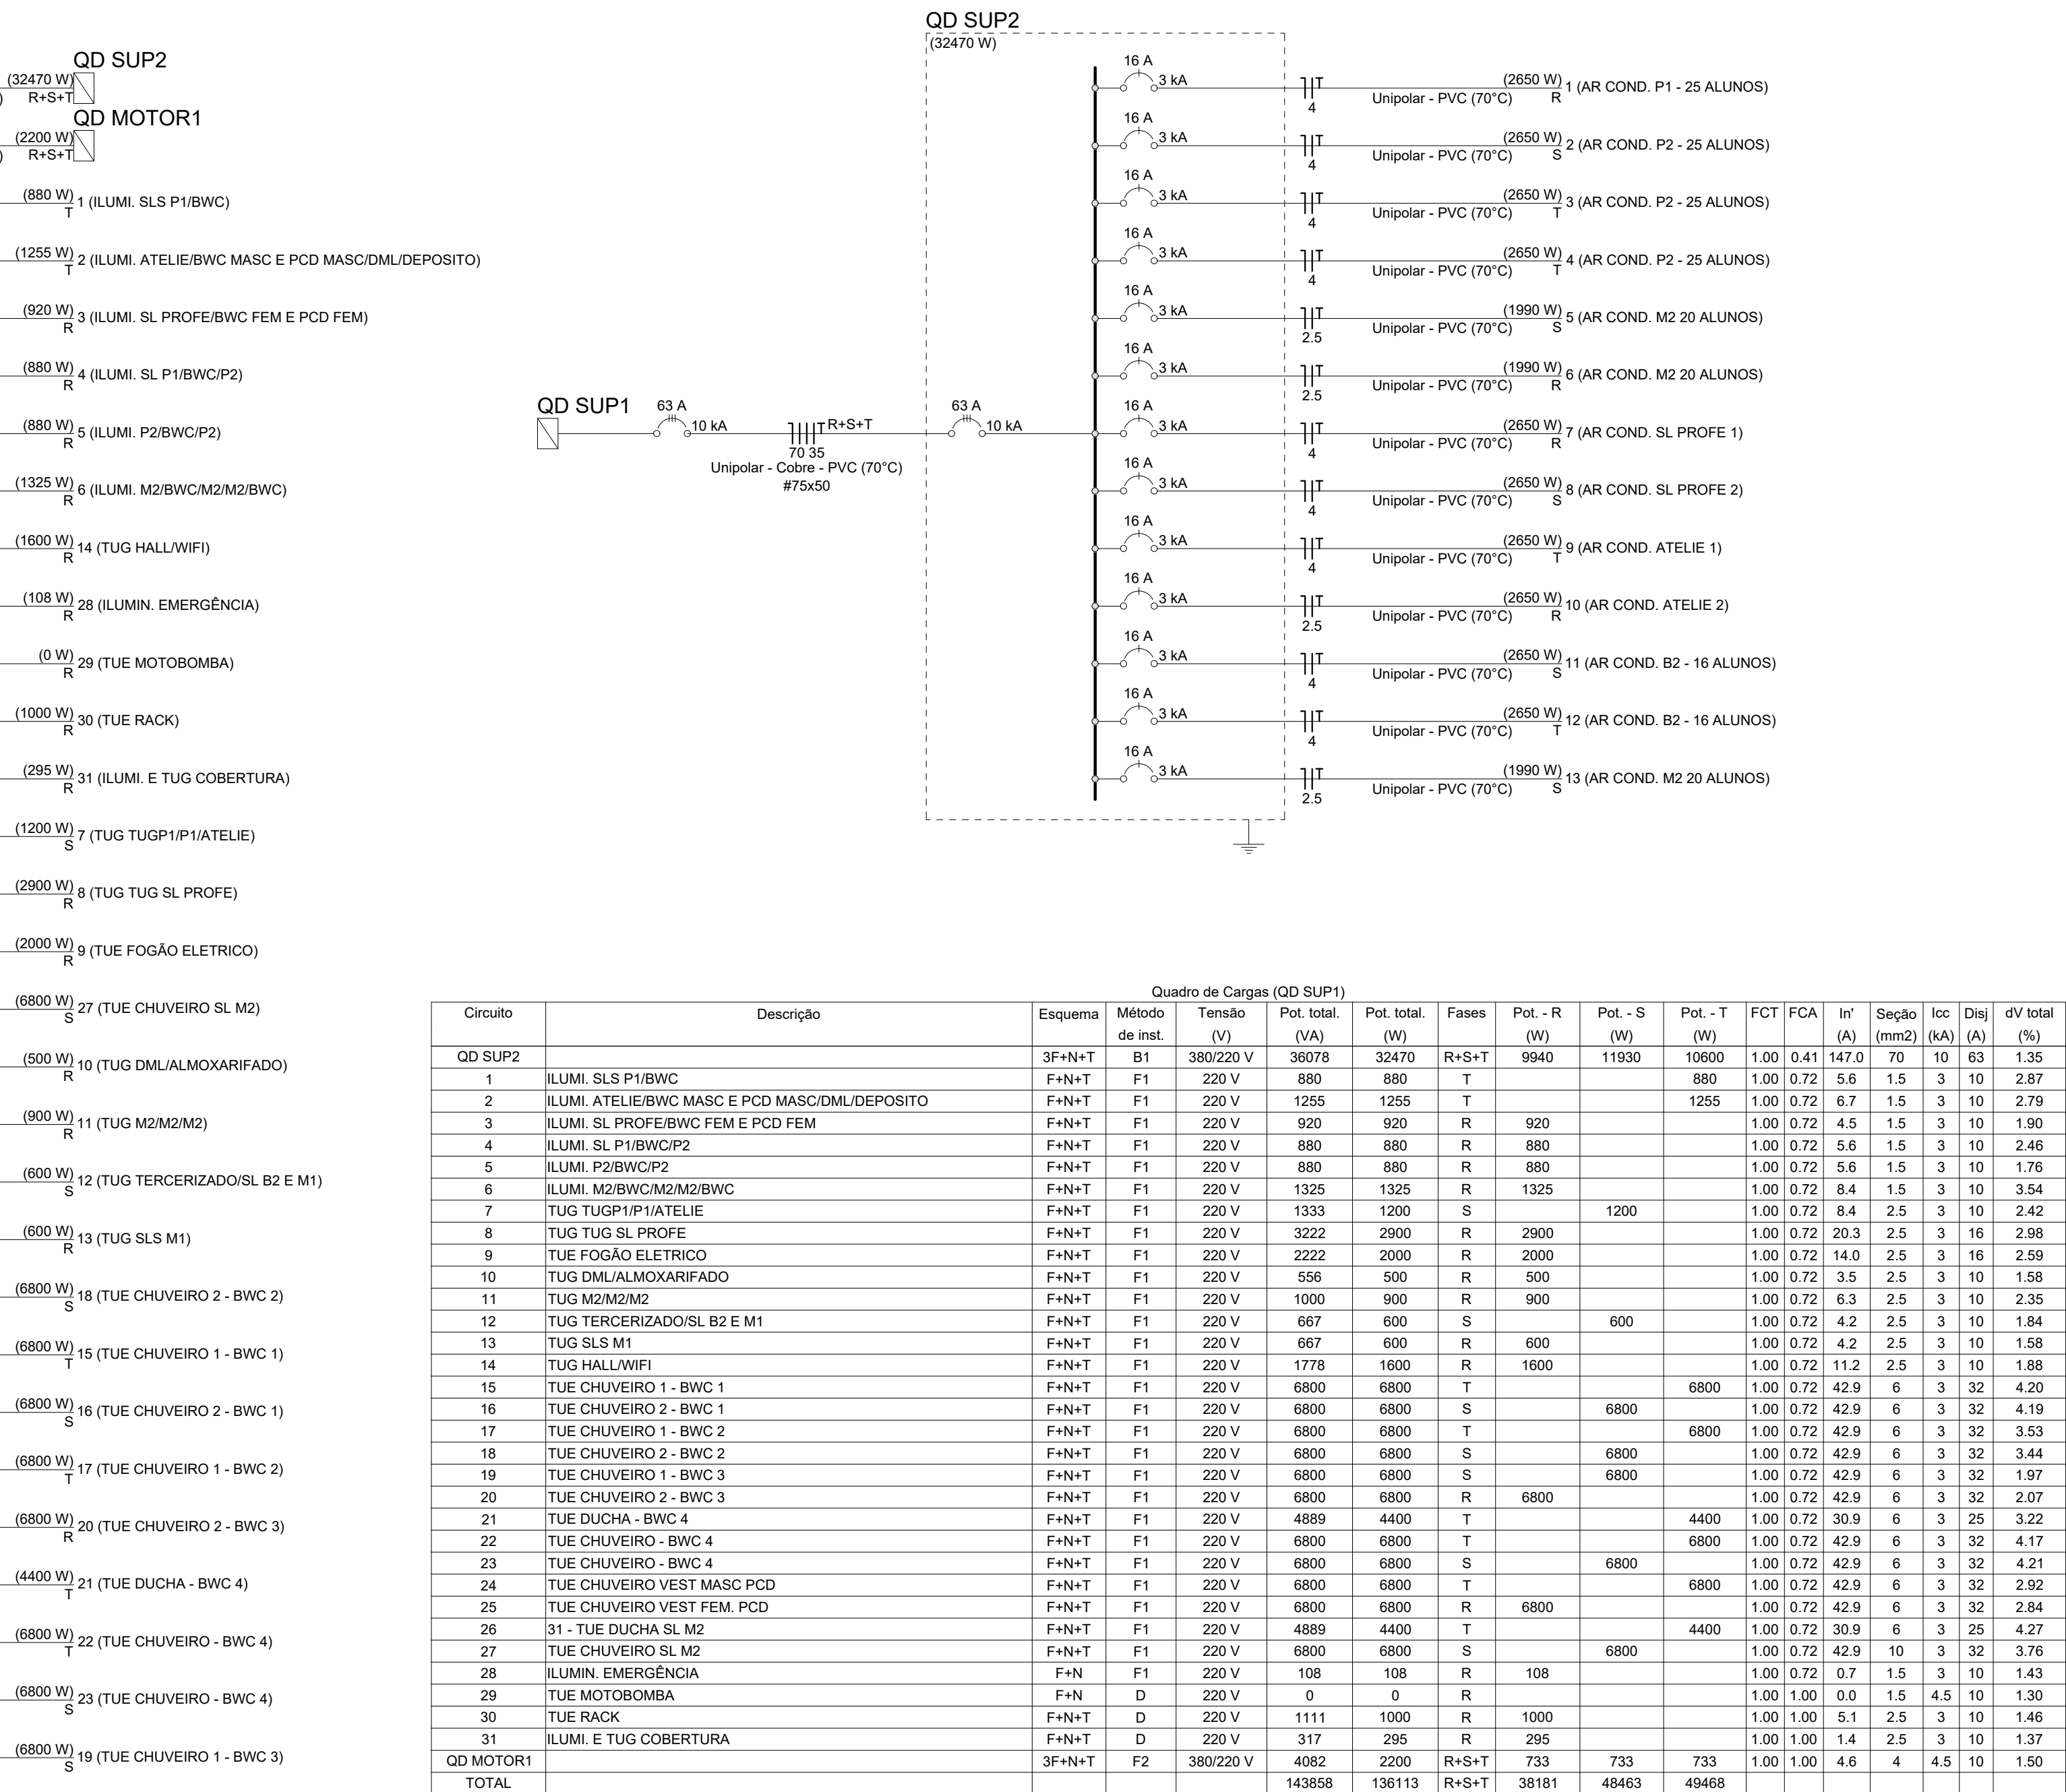 QD SUP2
(32470 W)
) R+S+T
QD MOTOR1
(2200 W)
) R+S+T
(880 W)
T
1 (ILUMI. SLS P1/BWC)
(1255 W)
T
2 (ILUMI. ATELIE/BWC MASC E PCD MASC/DML/DEPOSITO)
(920 W)
R
3 (ILUMI. SL PROFE/BWC FEM E PCD FEM)
(880 W)
R
4 (ILUMI. SL P1/BWC/P2)
(880 W)
R
5 (ILUMI. P2/BWC/P2)
(1325 W)
R
6 (ILUMI. M2/BWC/M2/M2/BWC)
(1600 W)
R
14 (TUG HALL/WIFI)
(108 W)
R
28 (ILUMIN. EMERGÊNCIA)
(0 W)
R
29 (TUE MOTOBOMBA)
(1000 W)
R
30 (TUE RACK)
(295 W)
R
31 (ILUMI. E TUG COBERTURA)
(1200 W)
S
7 (TUG TUGP1/P1/ATELIE)
(2900 W)
R
8 (TUG TUG SL PROFE)
(2000 W)
R
9 (TUE FOGÃO ELETRICO)
(6800 W)
S
27 (TUE CHUVEIRO SL M2)
(500 W)
R
10 (TUG DML/ALMOXARIFADO)
(900 W)
R
11 (TUG M2/M2/M2)
(600 W)
S
12 (TUG TERCERIZADO/SL B2 E M1)
(600 W)
R
13 (TUG SLS M1)
(6800 W)
S
18 (TUE CHUVEIRO 2 - BWC 2)
(6800 W)
T
15 (TUE CHUVEIRO 1 - BWC 1)
(6800 W)
S
16 (TUE CHUVEIRO 2 - BWC 1)
(6800 W)
T
17 (TUE CHUVEIRO 1 - BWC 2)
(6800 W)
R
20 (TUE CHUVEIRO 2 - BWC 3)
(4400 W)
T
21 (TUE DUCHA - BWC 4)
(6800 W)
T
22 (TUE CHUVEIRO - BWC 4)
(6800 W)
S
23 (TUE CHUVEIRO - BWC 4)
(6800 W)
S
19 (TUE CHUVEIRO 1 - BWC 3)
QD SUP1
63 A
10 kA
T R+S+T
70 35
Unipolar - Cobre - PVC (70°C)
#75x50
QD SUP2
(32470 W)
63 A
10 kA
16 A
3 kA T (2650 W) 1 (AR COND. P1 - 25 ALUNOS)
4 Unipolar - PVC (70°C) R
16 A
3 kA T (2650 W) 2 (AR COND. P2 - 25 ALUNOS)
4 Unipolar - PVC (70°C) S
16 A
3 kA T (2650 W) 3 (AR COND. P2 - 25 ALUNOS)
4 Unipolar - PVC (70°C) T
16 A
3 kA T (2650 W) 4 (AR COND. P2 - 25 ALUNOS)
4 Unipolar - PVC (70°C) T
16 A
3 kA T (1990 W) 5 (AR COND. M2 20 ALUNOS)
2.5 Unipolar - PVC (70°C) S
16 A
3 kA T (1990 W) 6 (AR COND. M2 20 ALUNOS)
2.5 Unipolar - PVC (70°C) R
16 A
3 kA T (2650 W) 7 (AR COND. SL PROFE 1)
4 Unipolar - PVC (70°C) R
16 A
3 kA T (2650 W) 8 (AR COND. SL PROFE 2)
4 Unipolar - PVC (70°C) S
16 A
3 kA T (2650 W) 9 (AR COND. ATELIE 1)
4 Unipolar - PVC (70°C) T
16 A
3 kA T (2650 W) 10 (AR COND. ATELIE 2)
2.5 Unipolar - PVC (70°C) R
16 A
3 kA T (2650 W) 11 (AR COND. B2 - 16 ALUNOS)
4 Unipolar - PVC (70°C) S
16 A
3 kA T (2650 W) 12 (AR COND. B2 - 16 ALUNOS)
4 Unipolar - PVC (70°C) T
16 A
3 kA T (1990 W) 13 (AR COND. M2 20 ALUNOS)
2.5 Unipolar - PVC (70°C) S
Quadro de Cargas (QD SUP1)
Circuito Descrição Esquema Método Tensão Pot. total. Pot. total. Fases Pot. - R Pot. - S Pot. - T FCT FCA In' Seção Icc Disj dV total
de inst. (V) (VA) (W) (W) (W) (W) (A) (mm2) (kA) (A) (%)
QD SUP2 3F+N+T B1 380/220 V 36078 32470 R+S+T 9940 11930 10600 1.00 0.41 147.0 70 10 63 1.35
1 ILUMI. SLS P1/BWC F+N+T F1 220 V 880 880 T 880 1.00 0.72 5.6 1.5 3 10 2.87
2 ILUMI. ATELIE/BWC MASC E PCD MASC/DML/DEPOSITO F+N+T F1 220 V 1255 1255 T 1255 1.00 0.72 6.7 1.5 3 10 2.79
3 ILUMI. SL PROFE/BWC FEM E PCD FEM F+N+T F1 220 V 920 920 R 920 1.00 0.72 4.5 1.5 3 10 1.90
4 ILUMI. SL P1/BWC/P2 F+N+T F1 220 V 880 880 R 880 1.00 0.72 5.6 1.5 3 10 2.46
5 ILUMI. P2/BWC/P2 F+N+T F1 220 V 880 880 R 880 1.00 0.72 5.6 1.5 3 10 1.76
6 ILUMI. M2/BWC/M2/M2/BWC F+N+T F1 220 V 1325 1325 R 1325 1.00 0.72 8.4 1.5 3 10 3.54
7 TUG TUGP1/P1/ATELIE F+N+T F1 220 V 1333 1200 S 1200 1.00 0.72 8.4 2.5 3 10 2.42
8 TUG TUG SL PROFE F+N+T F1 220 V 3222 2900 R 2900 1.00 0.72 20.3 2.5 3 16 2.98
9 TUE FOGÃO ELETRICO F+N+T F1 220 V 2222 2000 R 2000 1.00 0.72 14.0 2.5 3 16 2.59
10 TUG DML/ALMOXARIFADO F+N+T F1 220 V 556 500 R 500 1.00 0.72 3.5 2.5 3 10 1.58
11 TUG M2/M2/M2 F+N+T F1 220 V 1000 900 R 900 1.00 0.72 6.3 2.5 3 10 2.35
12 TUG TERCERIZADO/SL B2 E M1 F+N+T F1 220 V 667 600 S 600 1.00 0.72 4.2 2.5 3 10 1.84
13 TUG SLS M1 F+N+T F1 220 V 667 600 R 600 1.00 0.72 4.2 2.5 3 10 1.58
14 TUG HALL/WIFI F+N+T F1 220 V 1778 1600 R 1600 1.00 0.72 11.2 2.5 3 10 1.88
15 TUE CHUVEIRO 1 - BWC 1 F+N+T F1 220 V 6800 6800 T 6800 1.00 0.72 42.9 6 3 32 4.20
16 TUE CHUVEIRO 2 - BWC 1 F+N+T F1 220 V 6800 6800 S 6800 1.00 0.72 42.9 6 3 32 4.19
17 TUE CHUVEIRO 1 - BWC 2 F+N+T F1 220 V 6800 6800 T 6800 1.00 0.72 42.9 6 3 32 3.53
18 TUE CHUVEIRO 2 - BWC 2 F+N+T F1 220 V 6800 6800 S 6800 1.00 0.72 42.9 6 3 32 3.44
19 TUE CHUVEIRO 1 - BWC 3 F+N+T F1 220 V 6800 6800 S 6800 1.00 0.72 42.9 6 3 32 1.97
20 TUE CHUVEIRO 2 - BWC 3 F+N+T F1 220 V 6800 6800 R 6800 1.00 0.72 42.9 6 3 32 2.07
21 TUE DUCHA - BWC 4 F+N+T F1 220 V 4889 4400 T 4400 1.00 0.72 30.9 6 3 25 3.22
22 TUE CHUVEIRO - BWC 4 F+N+T F1 220 V 6800 6800 T 6800 1.00 0.72 42.9 6 3 32 4.17
23 TUE CHUVEIRO - BWC 4 F+N+T F1 220 V 6800 6800 S 6800 1.00 0.72 42.9 6 3 32 4.21
24 TUE CHUVEIRO VEST MASC PCD F+N+T F1 220 V 6800 6800 T 6800 1.00 0.72 42.9 6 3 32 2.92
25 TUE CHUVEIRO VEST FEM. PCD F+N+T F1 220 V 6800 6800 R 6800 1.00 0.72 42.9 6 3 32 2.84
26 31 - TUE DUCHA SL M2 F+N+T F1 220 V 4889 4400 T 4400 1.00 0.72 30.9 6 3 25 4.27
27 TUE CHUVEIRO SL M2 F+N+T F1 220 V 6800 6800 S 6800 1.00 0.72 42.9 10 3 32 3.76
28 ILUMIN. EMERGÊNCIA F+N F1 220 V 108 108 R 108 1.00 0.72 0.7 1.5 3 10 1.43
29 TUE MOTOBOMBA F+N D 220 V 0 0 R 1.00 1.00 0.0 1.5 4.5 10 1.30
30 TUE RACK F+N+T D 220 V 1111 1000 R 1000 1.00 1.00 5.1 2.5 3 10 1.46
31 ILUMI. E TUG COBERTURA F+N+T D 220 V 317 295 R 295 1.00 1.00 1.4 2.5 3 10 1.37
QD MOTOR1 3F+N+T F2 380/220 V 4082 2200 R+S+T 733 733 733 1.00 1.00 4.6 4 4.5 10 1.50
TOTAL 143858 136113 R+S+T 38181 48463 49468